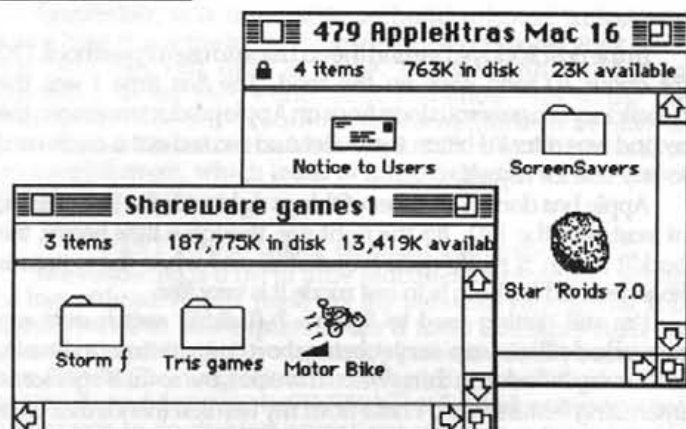 479 AppleXtras Mac 16
4 items 763K in disk 23K available
Notice to Users ScreenSavers
Star 'Roids 7.0
Shareware games1
3 items 187,775K in disk 13,419K availab
Storm ƒ Tris games Motor Bike